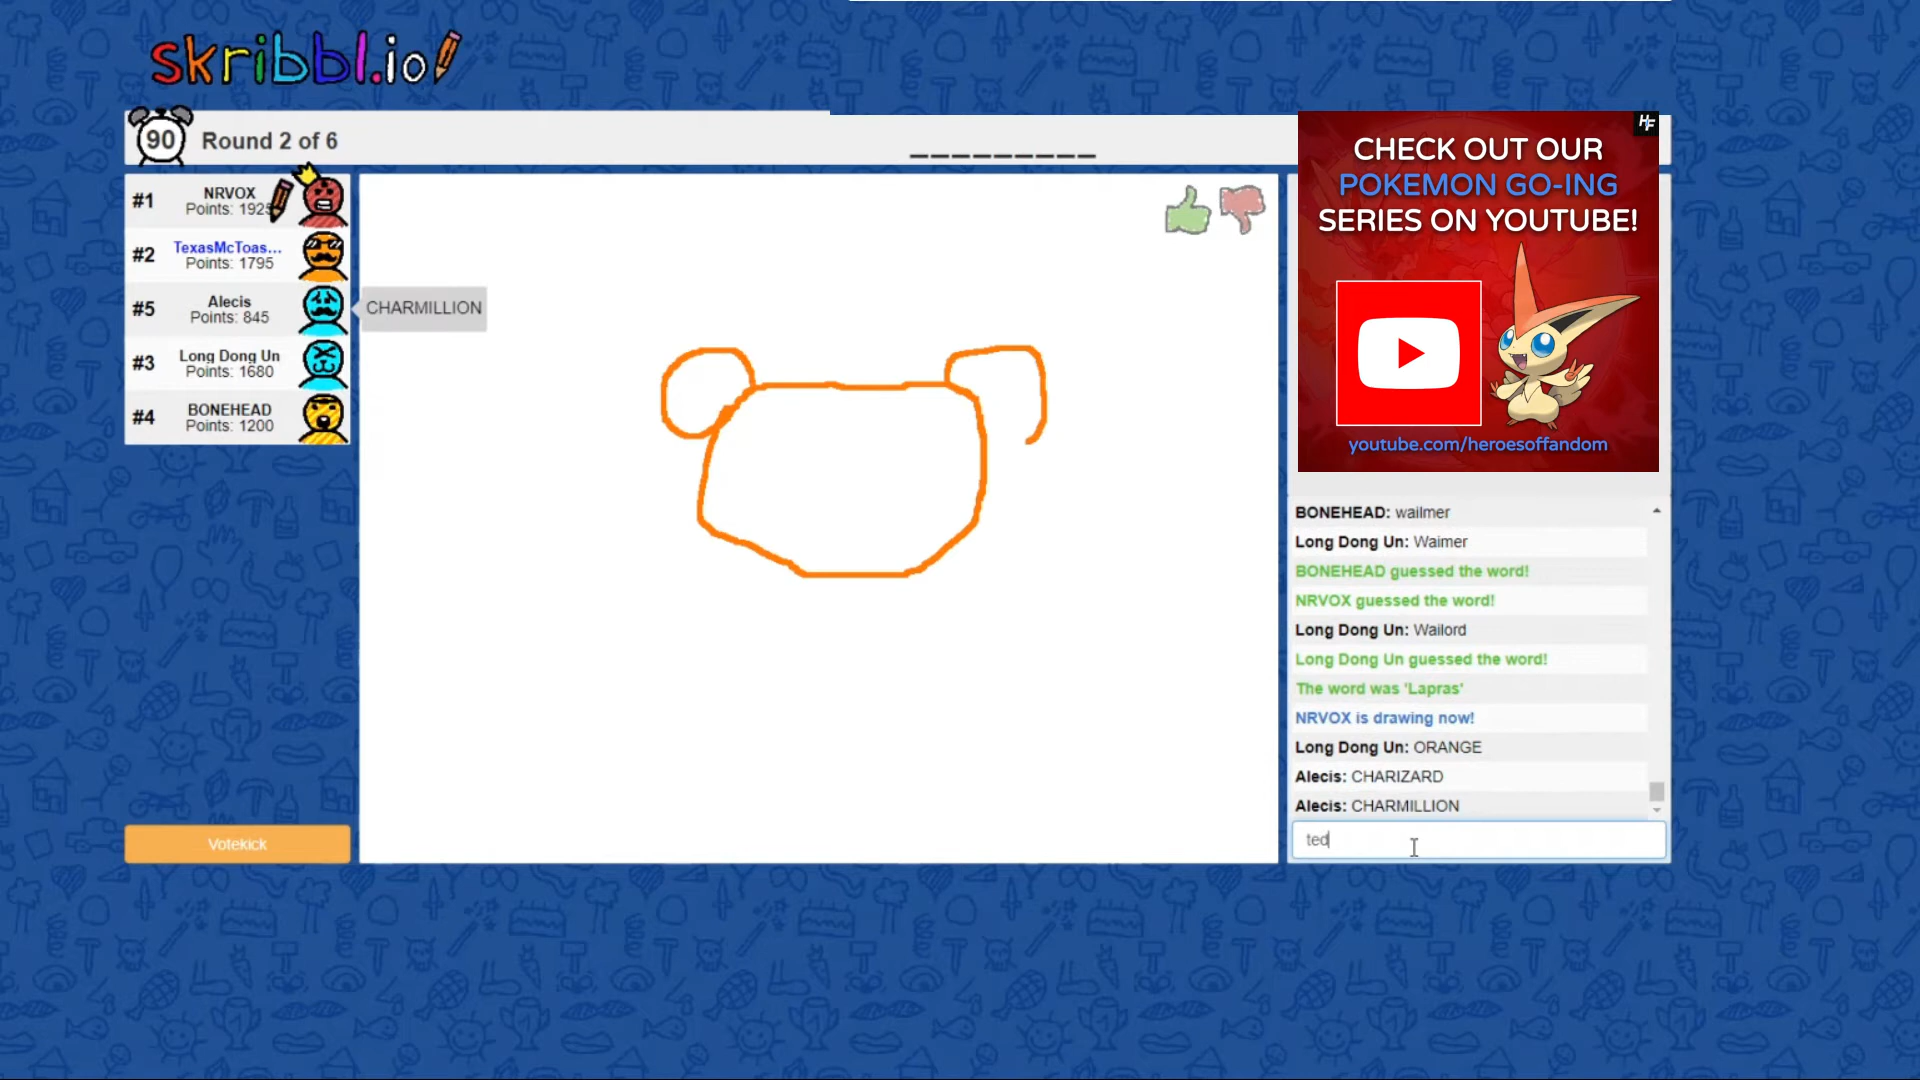 skribbl.io
90
Round 2 of 6
_________
#1
NRVOX
Points: 1925
#2
TexasMcToas...
Points: 1795
#5
Alecis
Points: 845
CHARMILLION
#3
Long Dong Un
Points: 1680
#4
BONEHEAD
Points: 1200
Votekick
HF
CHECK OUT OUR
POKEMON GO-ING
SERIES ON YOUTUBE!
youtube.com/heroesoffandom
BONEHEAD: wailmer
Long Dong Un: Waimer
BONEHEAD guessed the word!
NRVOX guessed the word!
Long Dong Un: Wailord
Long Dong Un guessed the word!
The word was 'Lapras'
NRVOX is drawing now!
Long Dong Un: ORANGE
Alecis: CHARIZARD
Alecis: CHARMILLION
ted